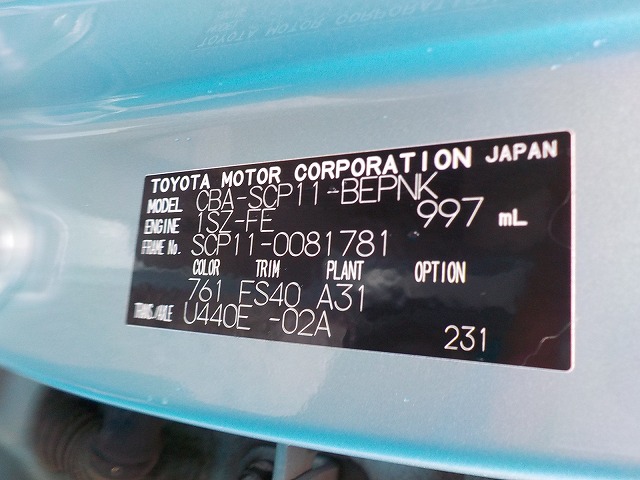 TOYOTA MOTOR CORPORATION JAPAN
MODEL CBA-SCP11-BEPNK
ENGINE 1SZ-FE 997 mL
FRAME No. SCP11-0081781
COLOR TRIM PLANT OPTION
761 FS40 A31
TRANS/AXLE U440E -02A
231